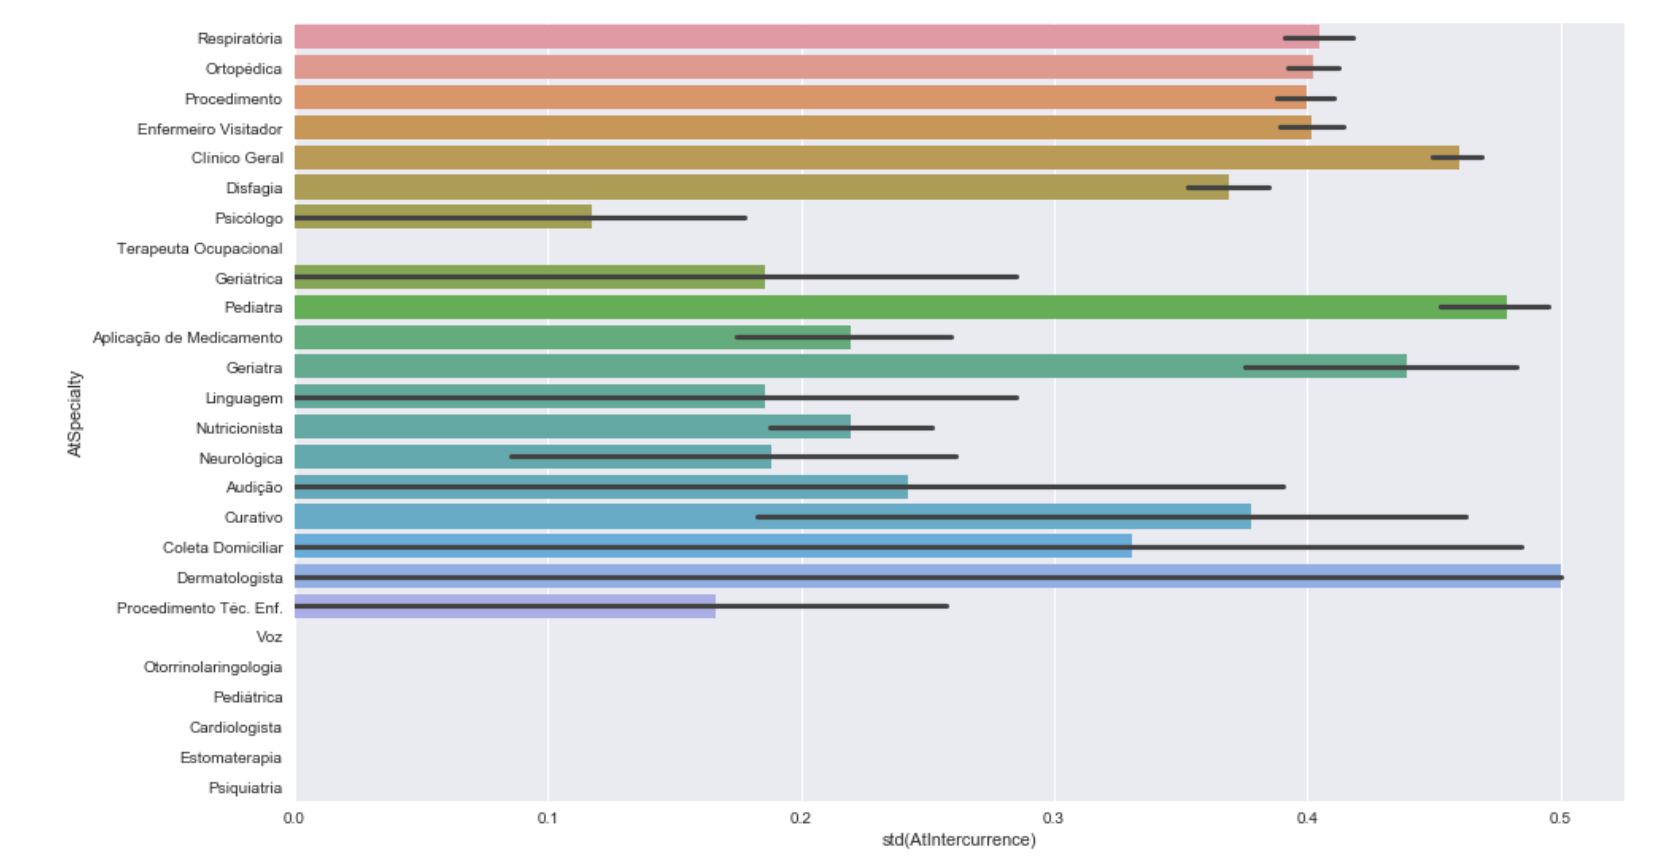 Respiratória
Ortopédica
Procedimento
Enfermeiro Visitador
Clínico Geral
Disfagia
Psicólogo
Terapeuta Ocupacional
Geriátrica
Pediatra
Aplicação de Medicamento
Geriatra
Linguagem
Nutricionista
Neurológica
Audição
Curativo
Coleta Domiciliar
Dermatologista
Procedimento Téc. Enf.
Voz
Otorrinolaringologia
Pediátrica
Cardiologista
Estomaterapia
Psiquiatria
AtSpecialty
0.0 0.1 0.2 0.3 0.4 0.5
std(AtIntercurrence)